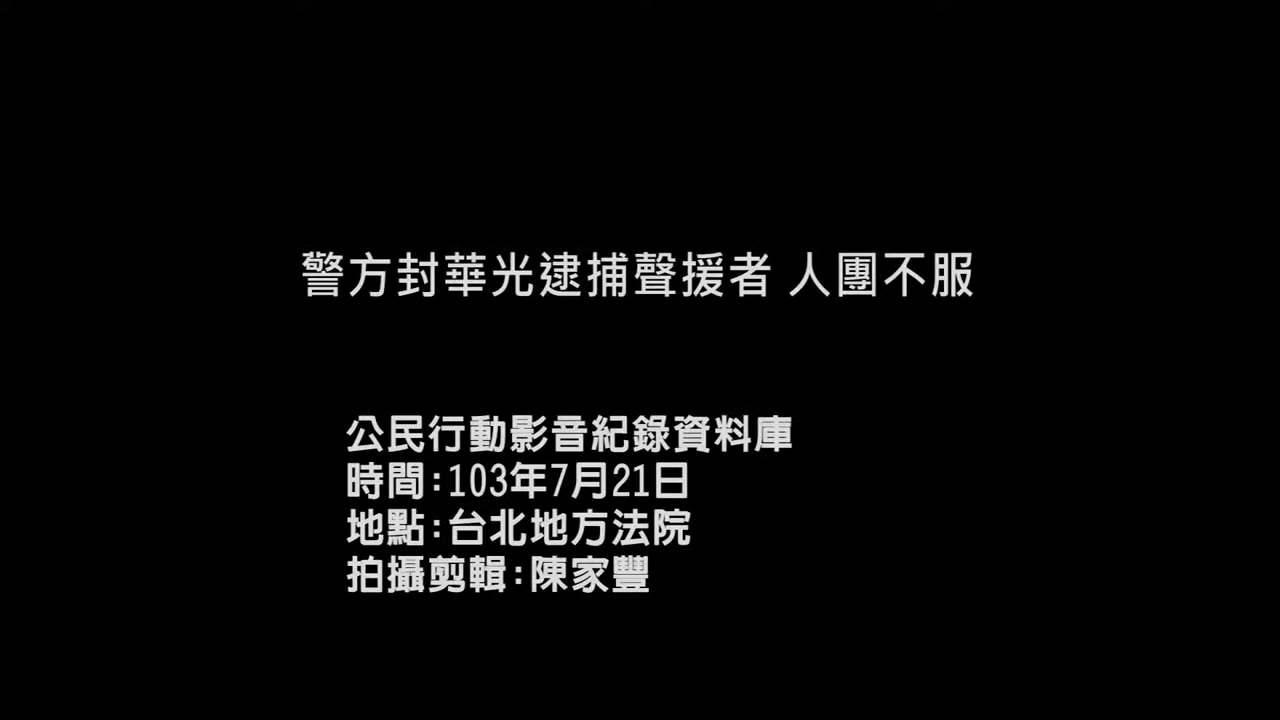 警方封華光逮捕聲援者 人團不服
公民行動影音紀錄資料庫
時間:103年7月21日
地點:台北地方法院
拍攝剪輯:陳家豐